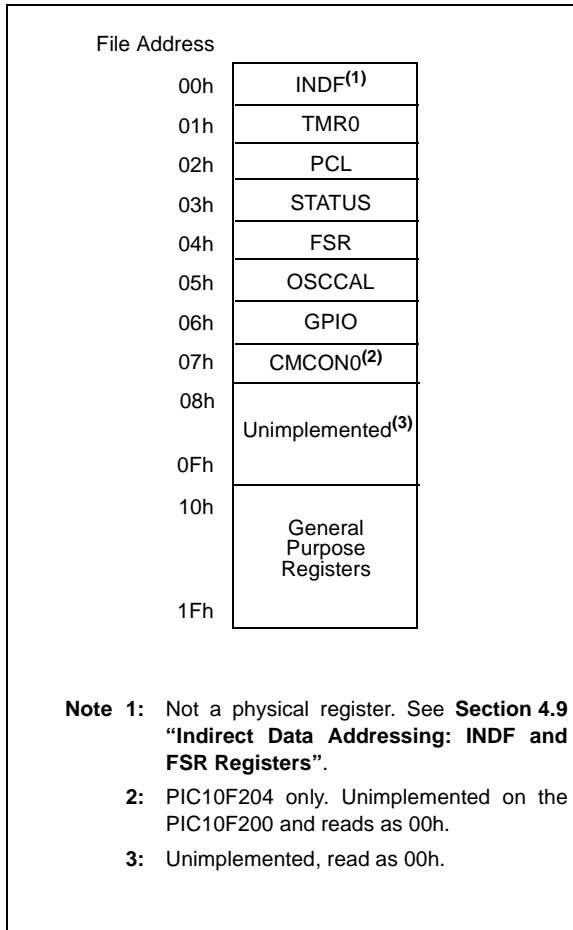 File Address
00h INDF(1)
01h TMR0
02h PCL
03h STATUS
04h FSR
05h OSCCAL
06h GPIO
07h CMCON0(2)
08h
Unimplemented(3)
0Fh
10h
General
Purpose
Registers
1Fh
Note 1: Not a physical register. See Section 4.9
“Indirect Data Addressing: INDF and
FSR Registers”.
2: PIC10F204 only. Unimplemented on the
PIC10F200 and reads as 00h.
3: Unimplemented, read as 00h.